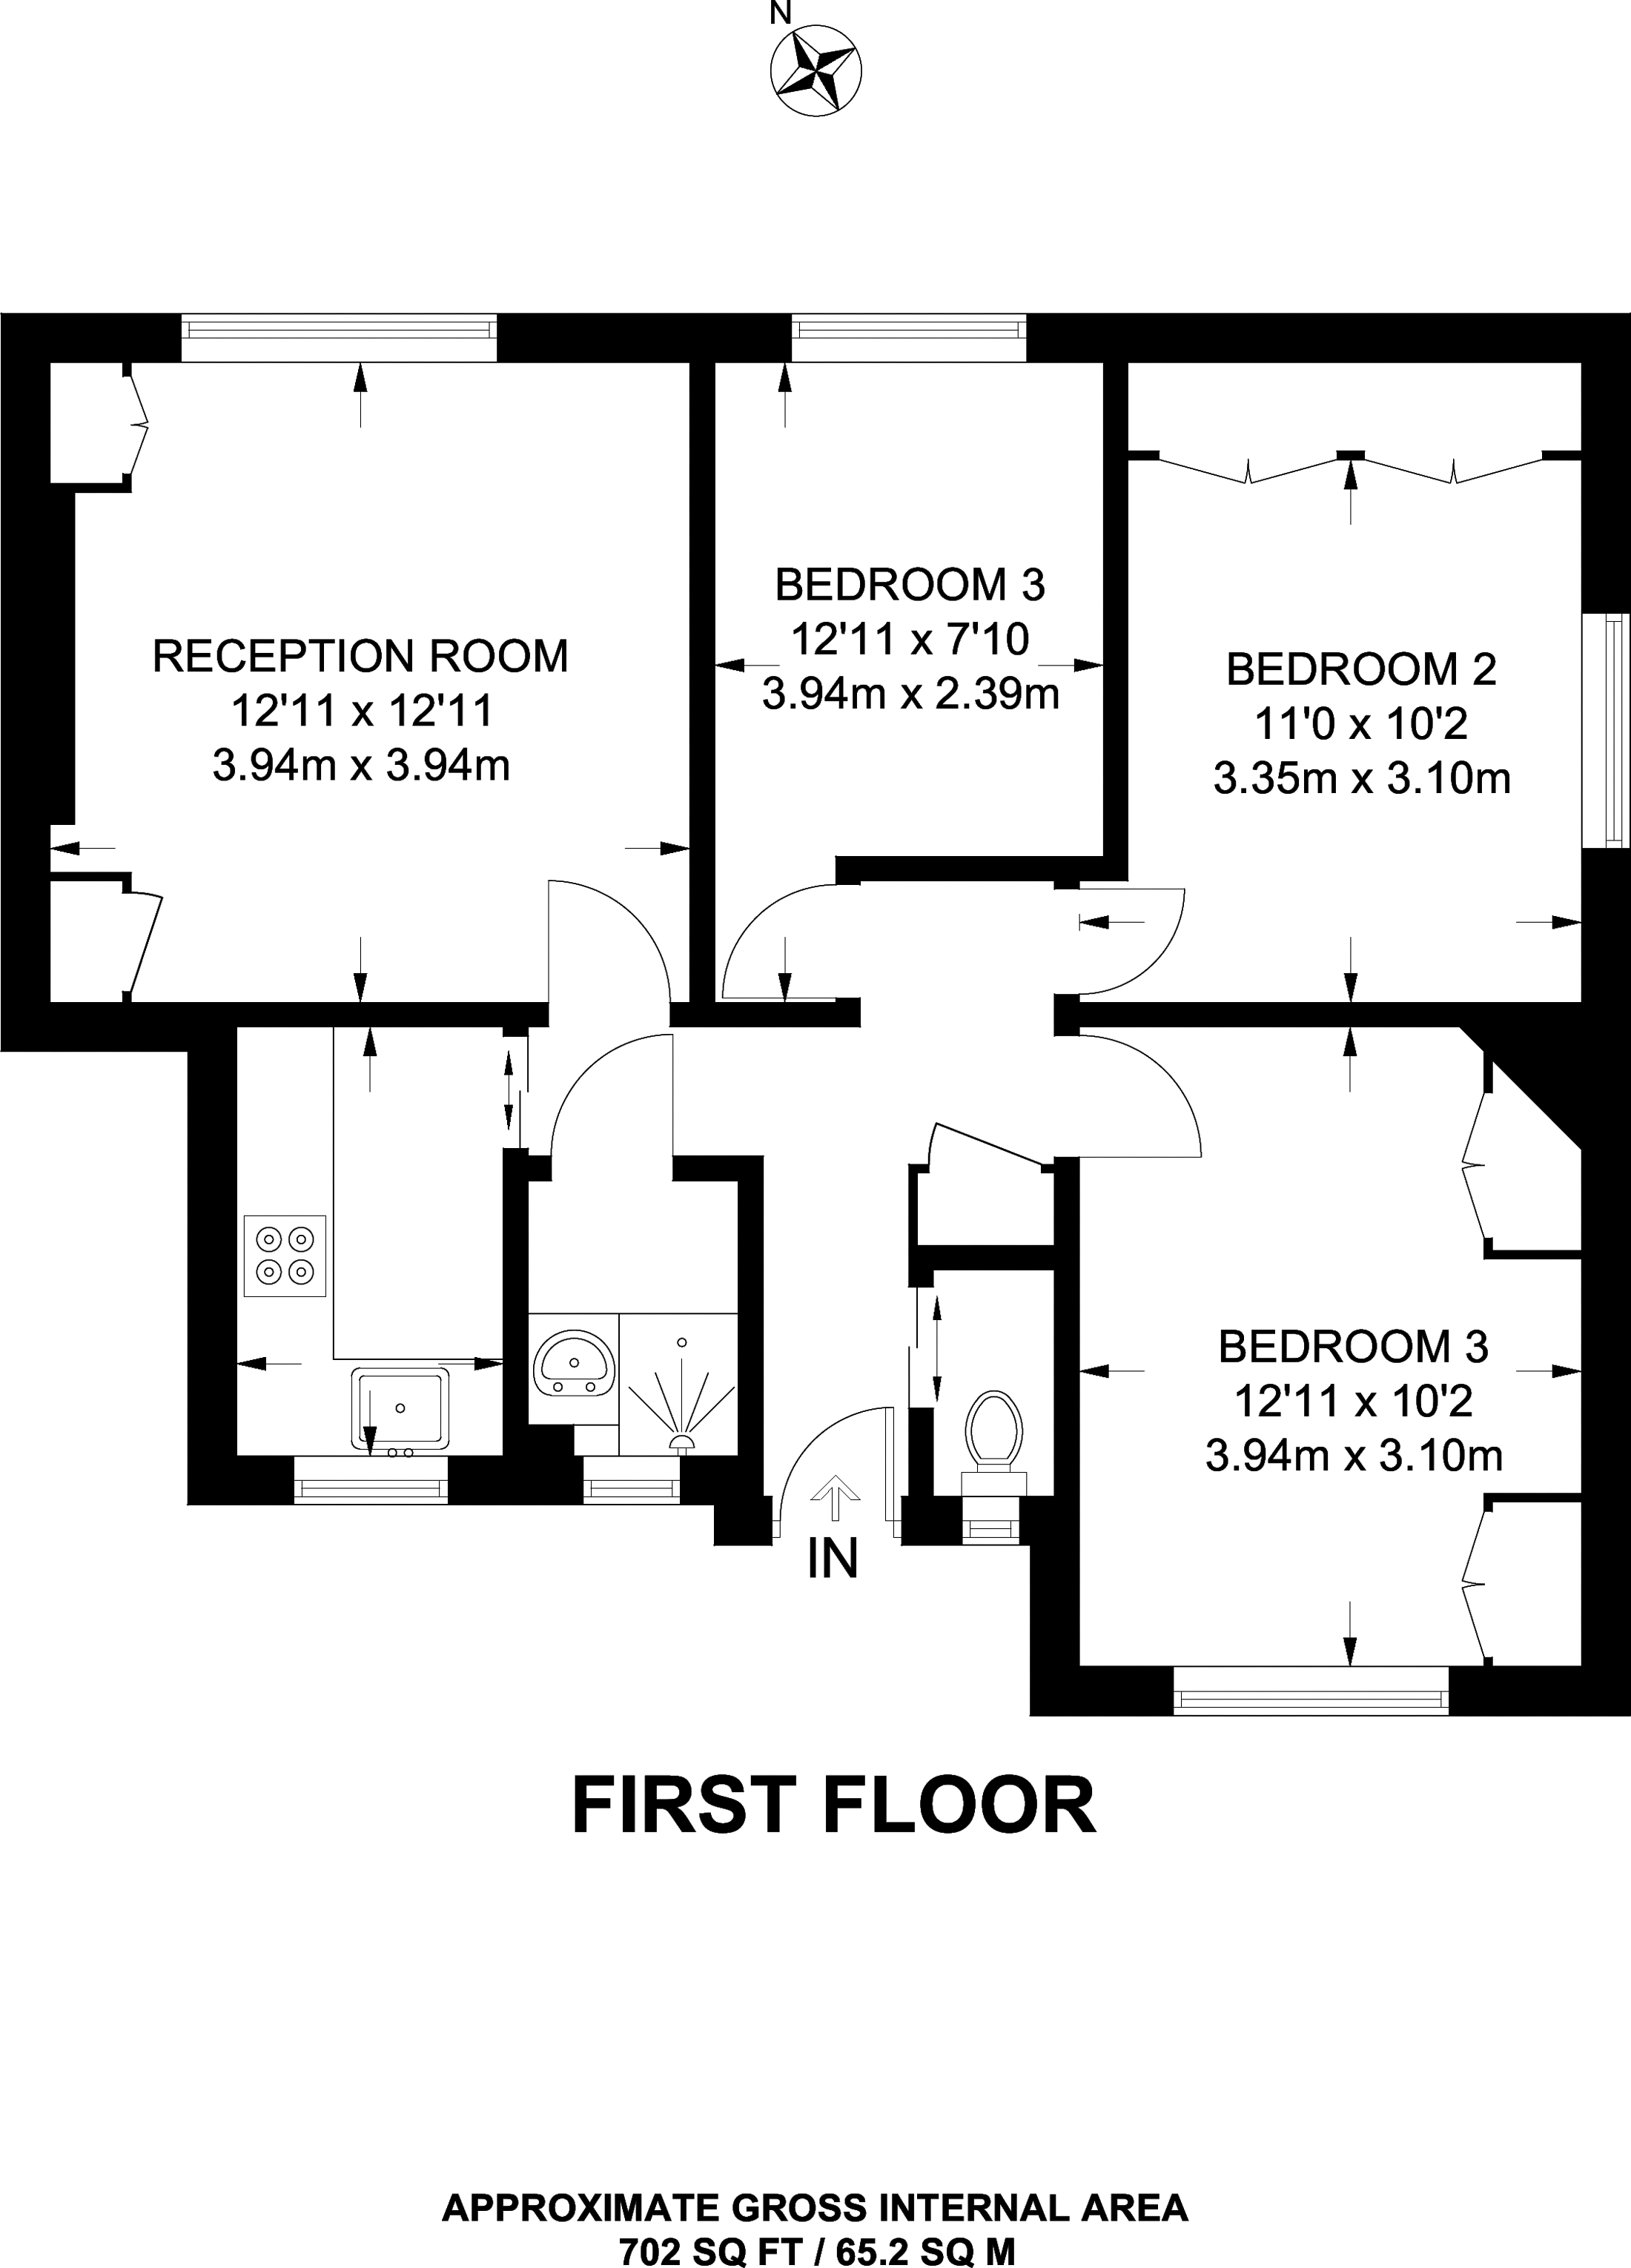 N
RECEPTION ROOM
12'11 x 12'11
3.94m x 3.94m
BEDROOM 3
12'11 x 7'10
3.94m x 2.39m
BEDROOM 2
11'0 x 10'2
3.35m x 3.10m
BEDROOM 3
12'11 x 10'2
3.94m x 3.10m
IN
FIRST FLOOR
APPROXIMATE GROSS INTERNAL AREA
702 SQ FT / 65.2 SQ M